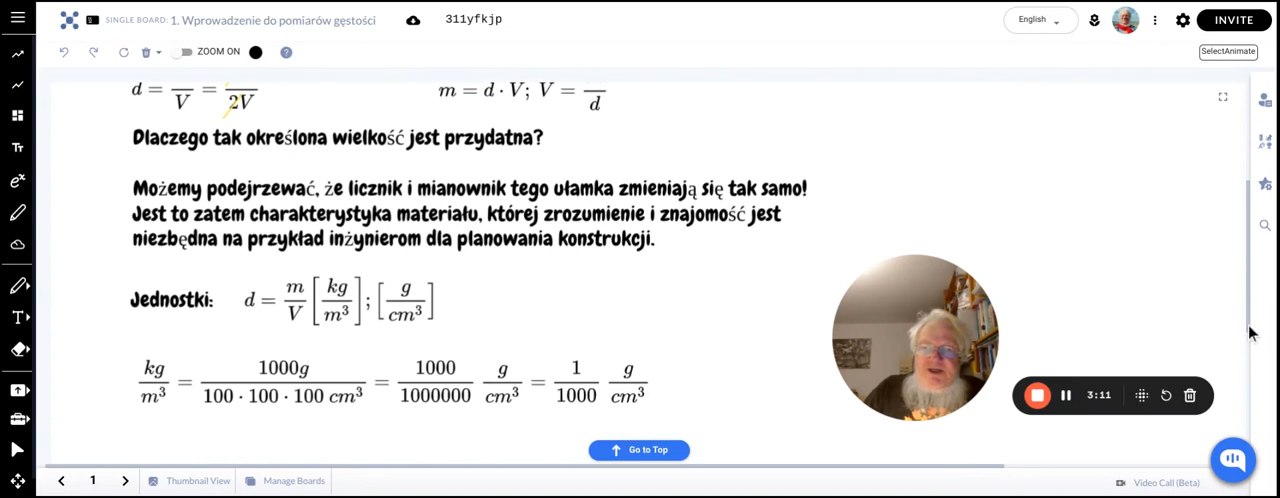 SINGLE BOARD: 1. Wprowadzenie do pomiarów gęstości 311yfkjp English INVITE
ZOOM ON SelectAnimate
d = / V = / 2V m = d · V; V = / d
Dlaczego tak określona wielkość jest przydatna?
Możemy podejrzewać, że licznik i mianownik tego ułamka zmieniają się tak samo!
Jest to zatem charakterystyka materiału, której zrozumienie i znajomość jest
niezbędna na przykład inżynierom dla planowania konstrukcji.
Jednostki: d = m/V [kg/m³]; [g/cm³]
kg/m³ = 1000g/100 · 100 · 100 cm³ = 1000/1000000 g/cm³ = 1/1000 g/cm³
3:11
Go to Top
1 Thumbnail View Manage Boards Video Call (Beta)